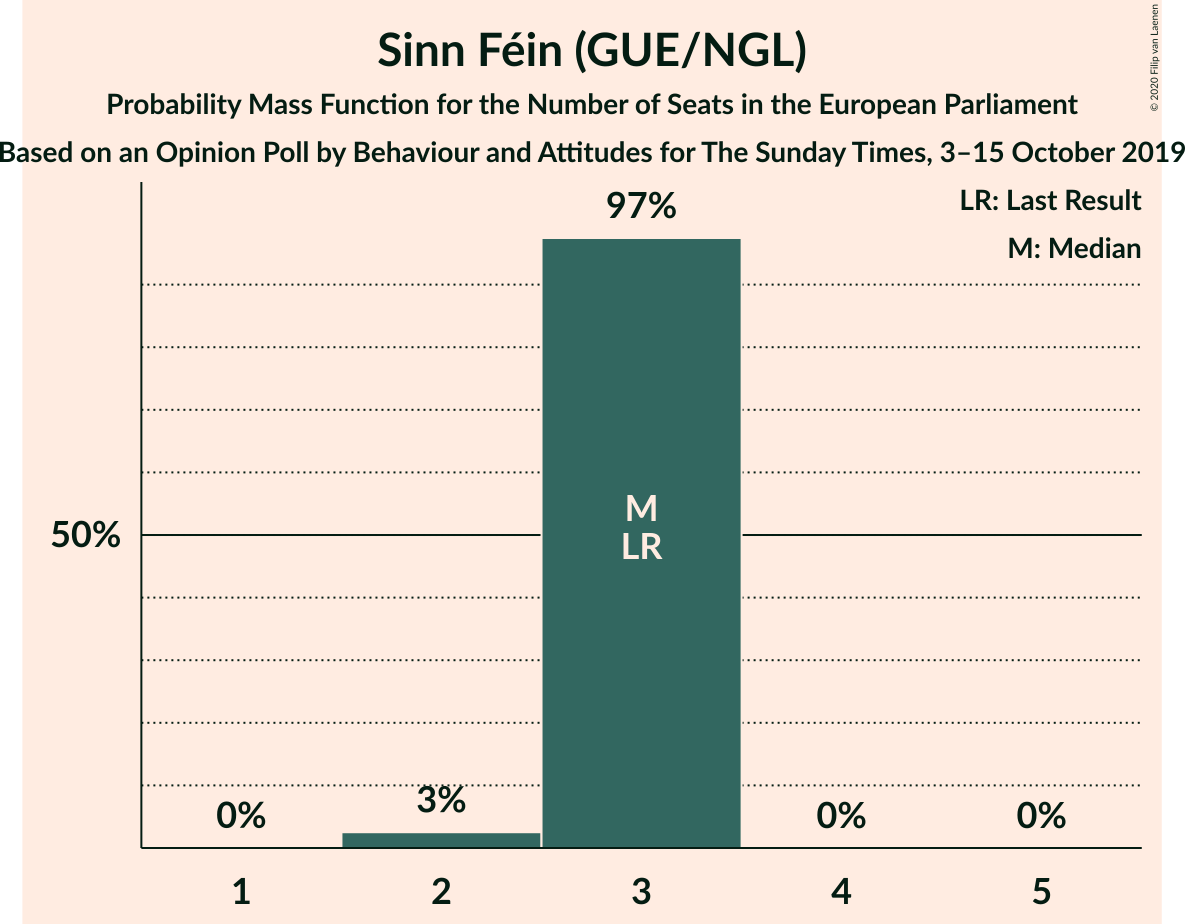 Sinn Féin (GUE/NGL)
Probability Mass Function for the Number of Seats in the European Parliament
Based on an Opinion Poll by Behaviour and Attitudes for The Sunday Times, 3–15 October 2019
© 2020 Filip van Laenen
LR: Last Result
M: Median
97%
M
LR
50%
0%
3%
0%
0%
1
2
3
4
5